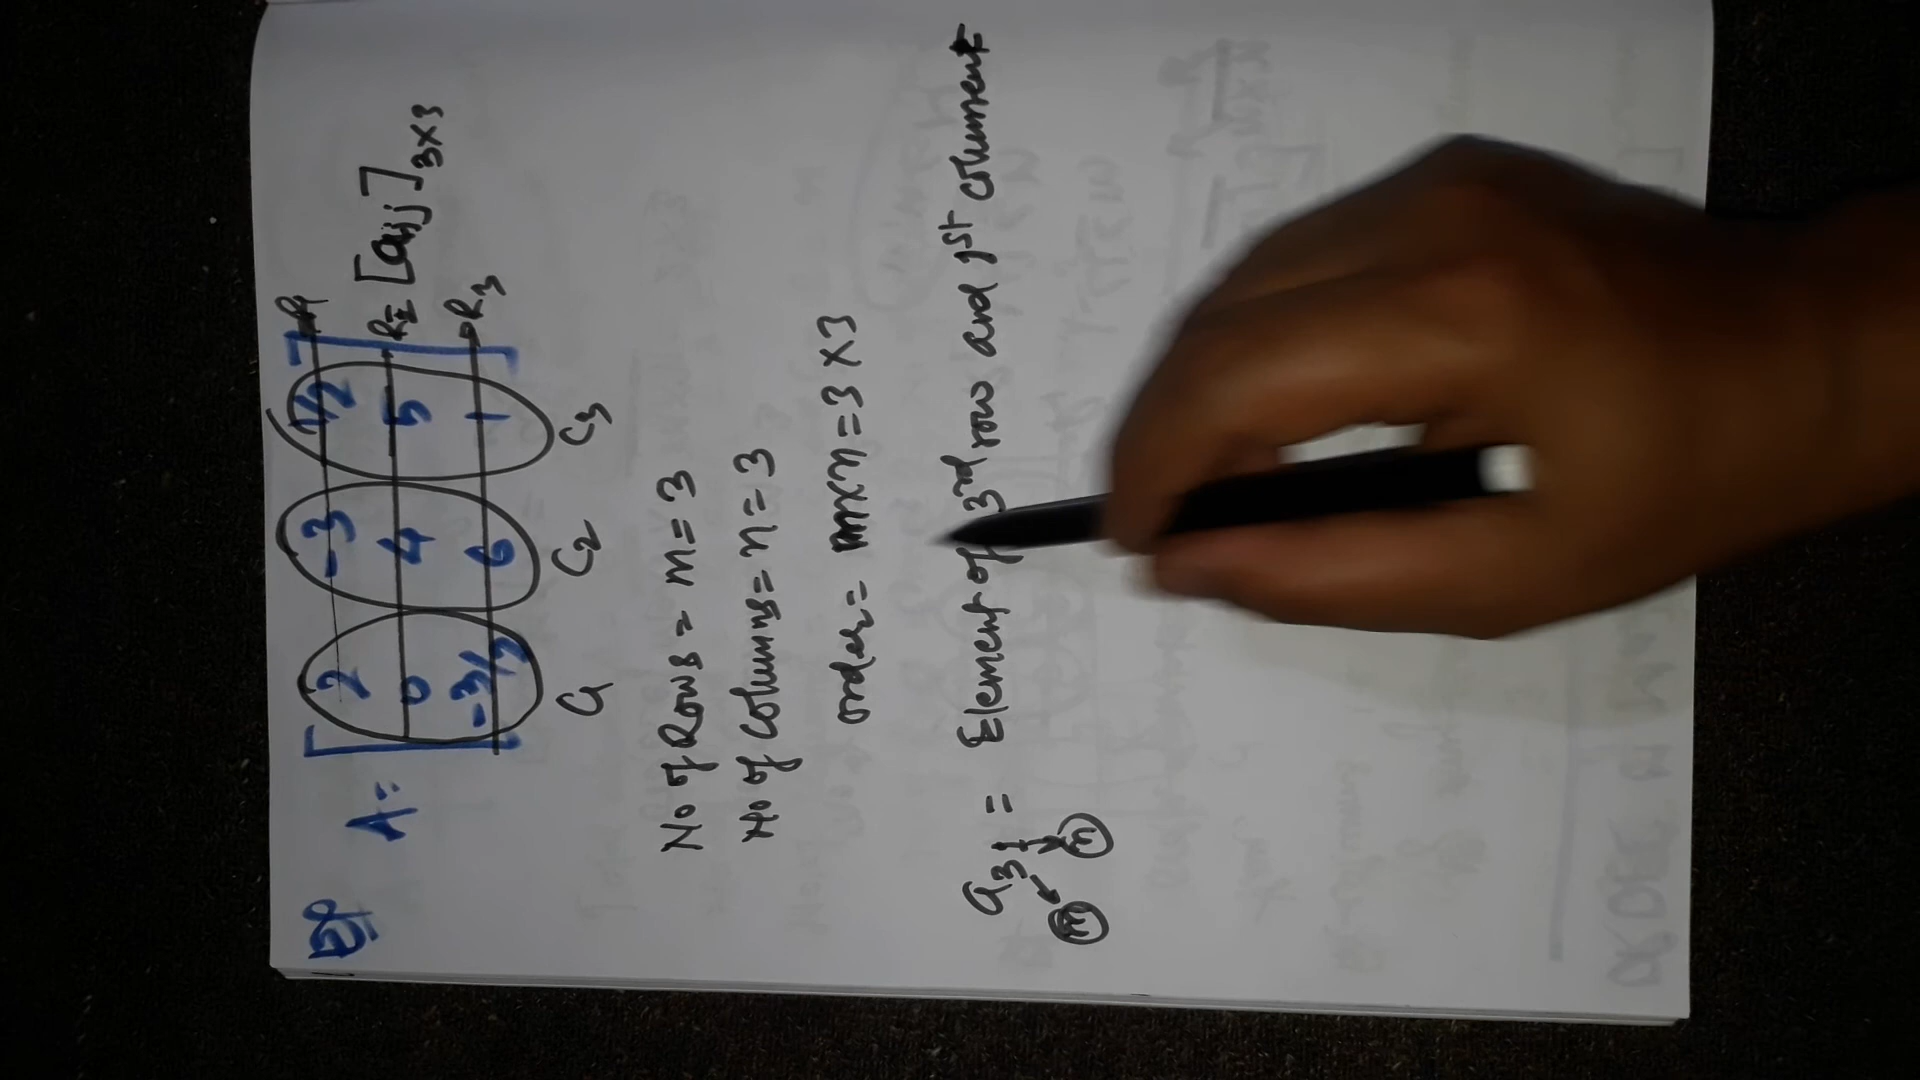 Ex A = [ 2 -3 1/2 ] → R1
[ 0 4 5 ] → R2 = [aij]3×3
[ -3/2 6 1 ] → R3
C1 C2 C3
No of Rows = m = 3
No of columns = n = 3
order = m×n = 3×3
a31 = Element of 3rd row and 1st column
m n